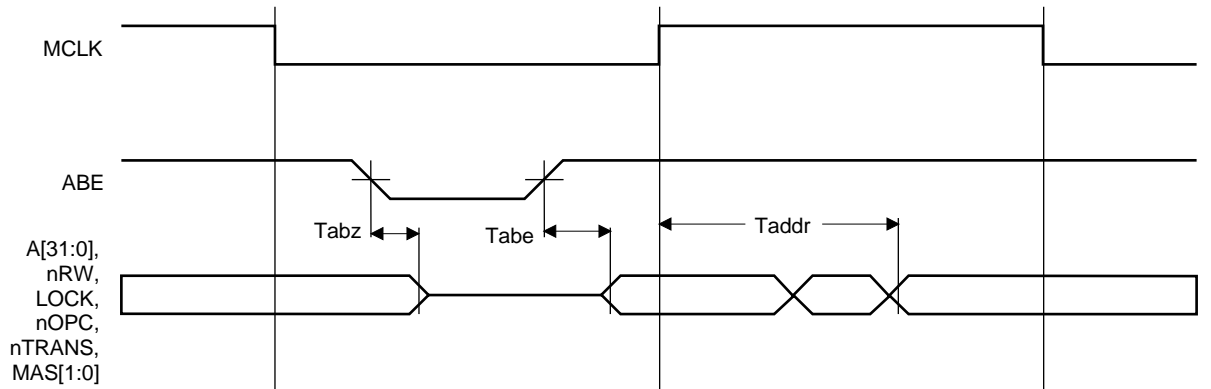 MCLK
ABE
Tabz
Tabe
Taddr
A[31:0],
nRW,
LOCK,
nOPC,
nTRANS,
MAS[1:0]